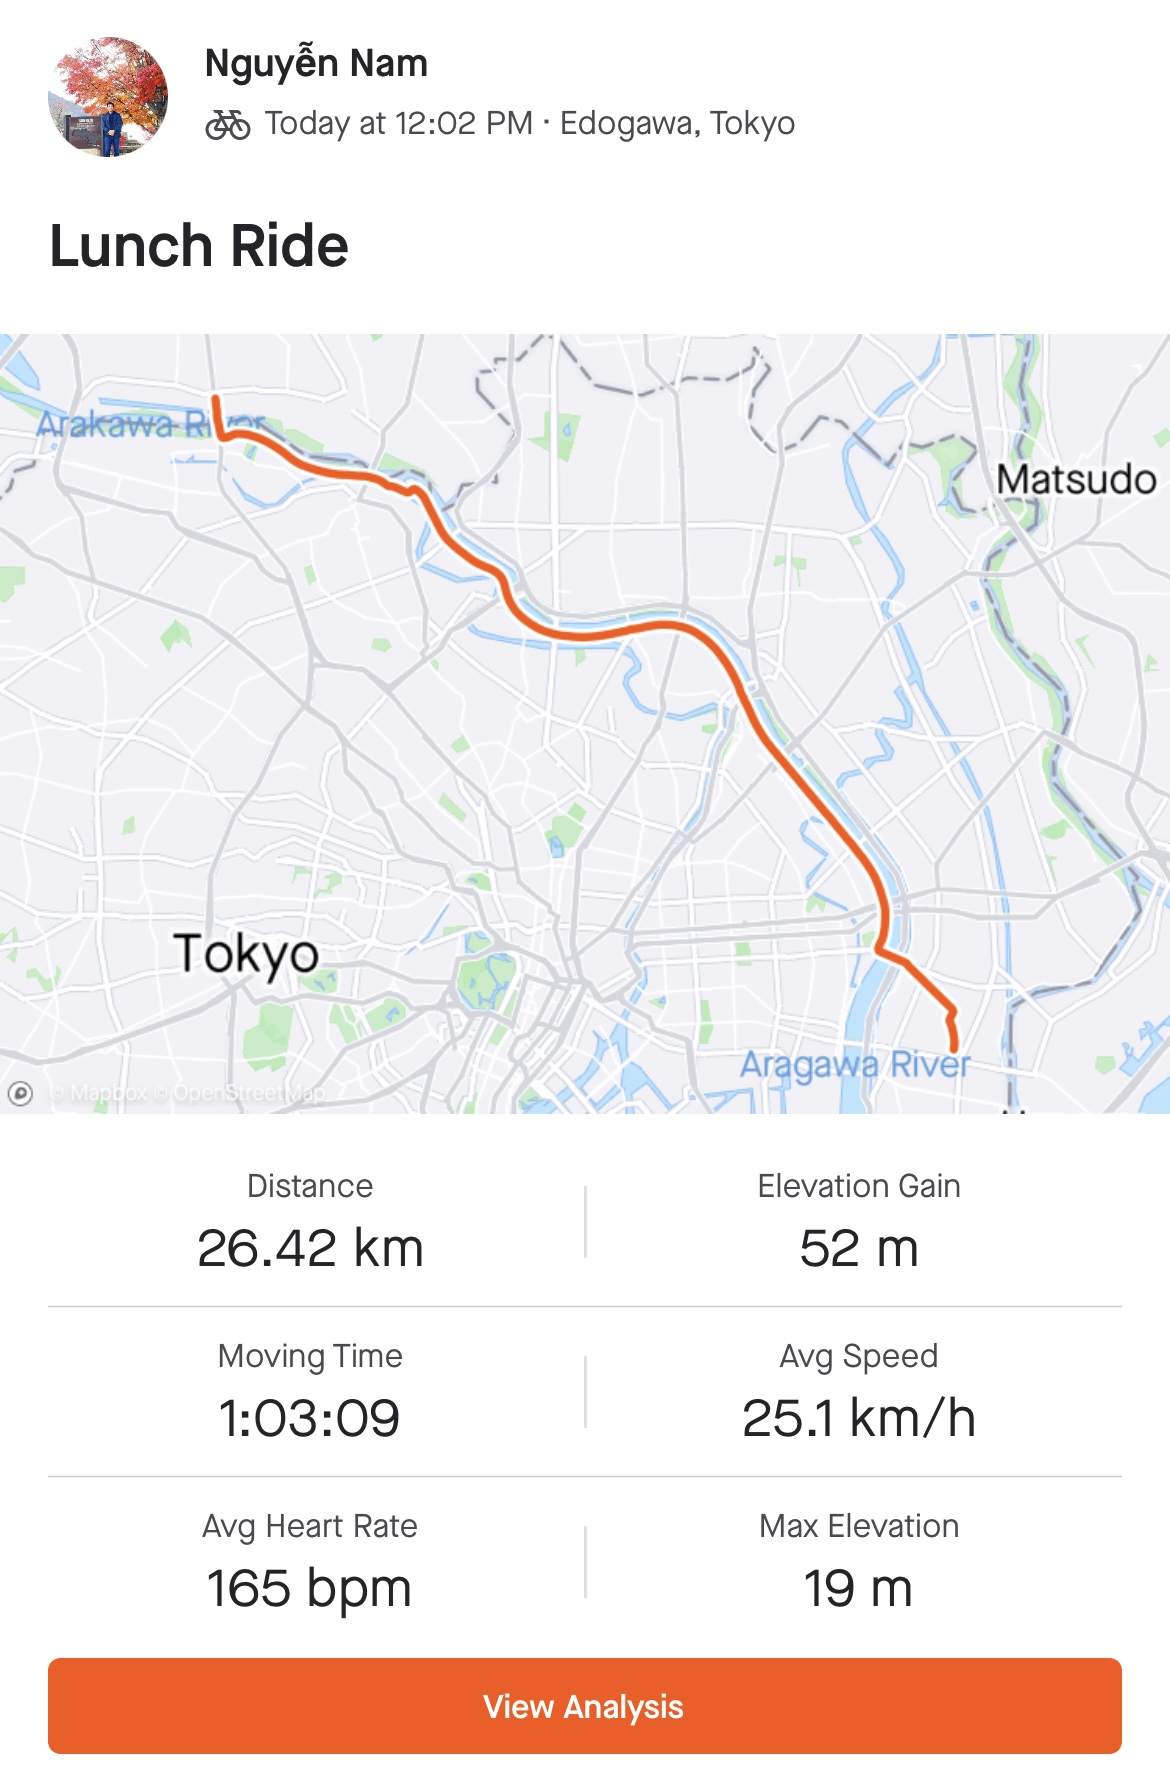 Nguyễn Nam
Today at 12:02 PM · Edogawa, Tokyo
Lunch Ride
Arakawa River
Matsudo
Tokyo
Aragawa River
© Mapbox © OpenStreetMap
Distance
26.42 km
Elevation Gain
52 m
Moving Time
1:03:09
Avg Speed
25.1 km/h
Avg Heart Rate
165 bpm
Max Elevation
19 m
View Analysis